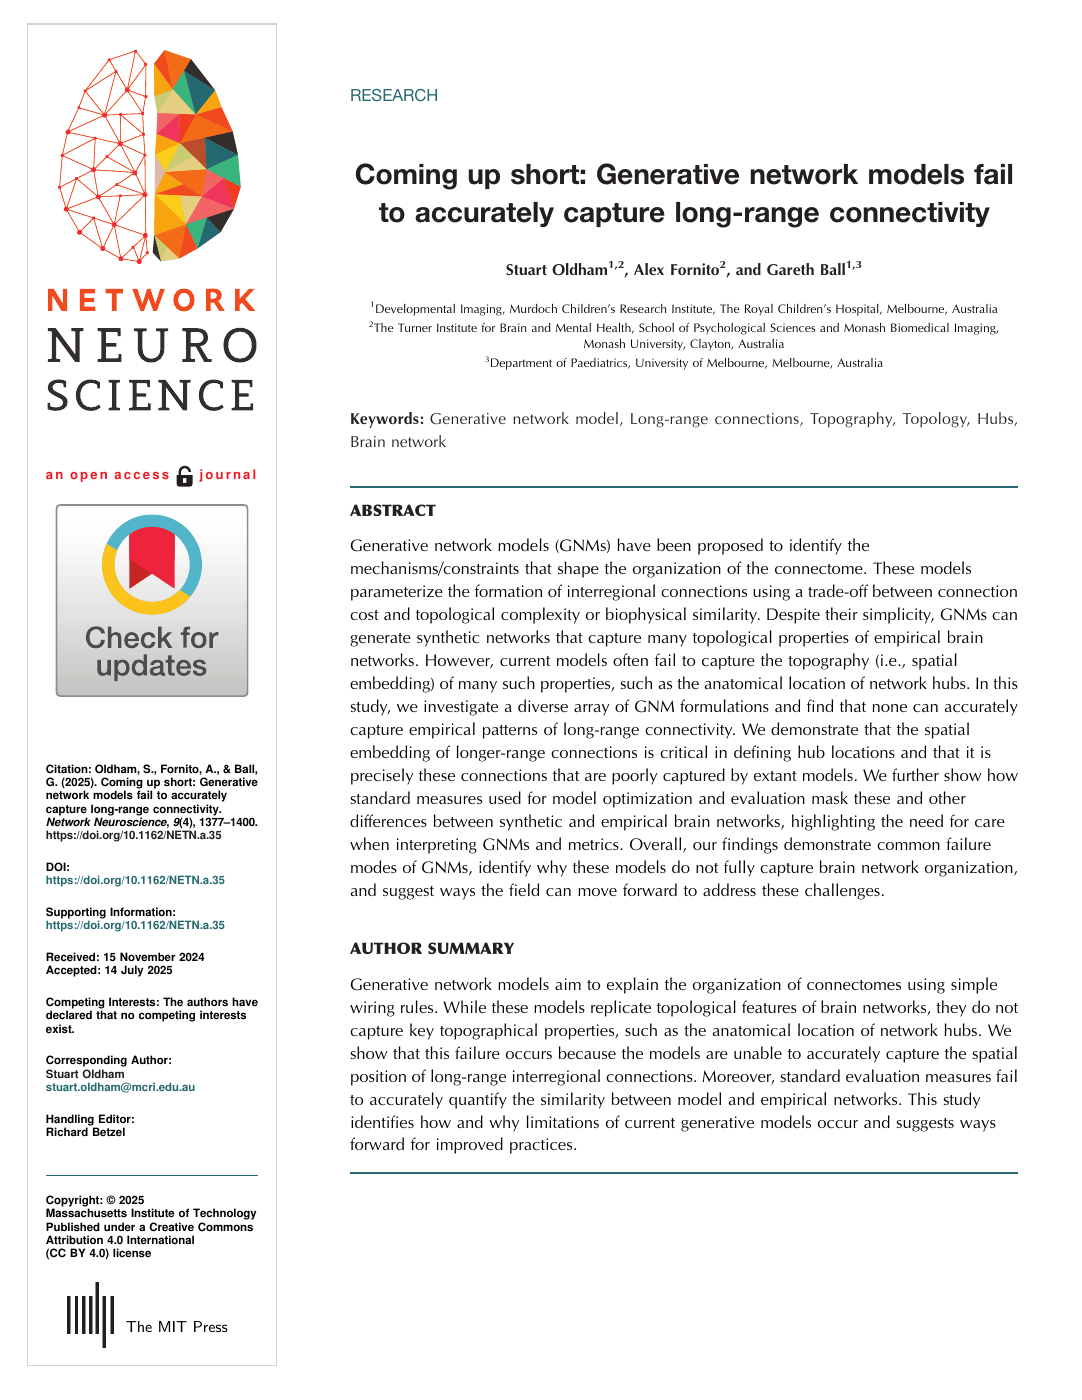 NETWORK
NEURO
SCIENCE
an open access journal
Check for
updates
Citation: Oldham, S., Fornito, A., & Ball,
G. (2025). Coming up short: Generative
network models fail to accurately
capture long-range connectivity.
Network Neuroscience, 9(4), 1377–1400.
https://doi.org/10.1162/NETN.a.35
DOI:
https://doi.org/10.1162/NETN.a.35
Supporting Information:
https://doi.org/10.1162/NETN.a.35
Received: 15 November 2024
Accepted: 14 July 2025
Competing Interests: The authors have
declared that no competing interests
exist.
Corresponding Author:
Stuart Oldham
stuart.oldham@mcri.edu.au
Handling Editor:
Richard Betzel
Copyright: © 2025
Massachusetts Institute of Technology
Published under a Creative Commons
Attribution 4.0 International
(CC BY 4.0) license
The MIT Press
RESEARCH
Coming up short: Generative network models fail
to accurately capture long-range connectivity
Stuart Oldham1,2, Alex Fornito2, and Gareth Ball1,3
1Developmental Imaging, Murdoch Children's Research Institute, The Royal Children's Hospital, Melbourne, Australia
2The Turner Institute for Brain and Mental Health, School of Psychological Sciences and Monash Biomedical Imaging,
Monash University, Clayton, Australia
3Department of Paediatrics, University of Melbourne, Melbourne, Australia
Keywords: Generative network model, Long-range connections, Topography, Topology, Hubs,
Brain network
ABSTRACT
Generative network models (GNMs) have been proposed to identify the
mechanisms/constraints that shape the organization of the connectome. These models
parameterize the formation of interregional connections using a trade-off between connection
cost and topological complexity or biophysical similarity. Despite their simplicity, GNMs can
generate synthetic networks that capture many topological properties of empirical brain
networks. However, current models often fail to capture the topography (i.e., spatial
embedding) of many such properties, such as the anatomical location of network hubs. In this
study, we investigate a diverse array of GNM formulations and find that none can accurately
capture empirical patterns of long-range connectivity. We demonstrate that the spatial
embedding of longer-range connections is critical in defining hub locations and that it is
precisely these connections that are poorly captured by extant models. We further show how
standard measures used for model optimization and evaluation mask these and other
differences between synthetic and empirical brain networks, highlighting the need for care
when interpreting GNMs and metrics. Overall, our findings demonstrate common failure
modes of GNMs, identify why these models do not fully capture brain network organization,
and suggest ways the field can move forward to address these challenges.
AUTHOR SUMMARY
Generative network models aim to explain the organization of connectomes using simple
wiring rules. While these models replicate topological features of brain networks, they do not
capture key topographical properties, such as the anatomical location of network hubs. We
show that this failure occurs because the models are unable to accurately capture the spatial
position of long-range interregional connections. Moreover, standard evaluation measures fail
to accurately quantify the similarity between model and empirical networks. This study
identifies how and why limitations of current generative models occur and suggests ways
forward for improved practices.